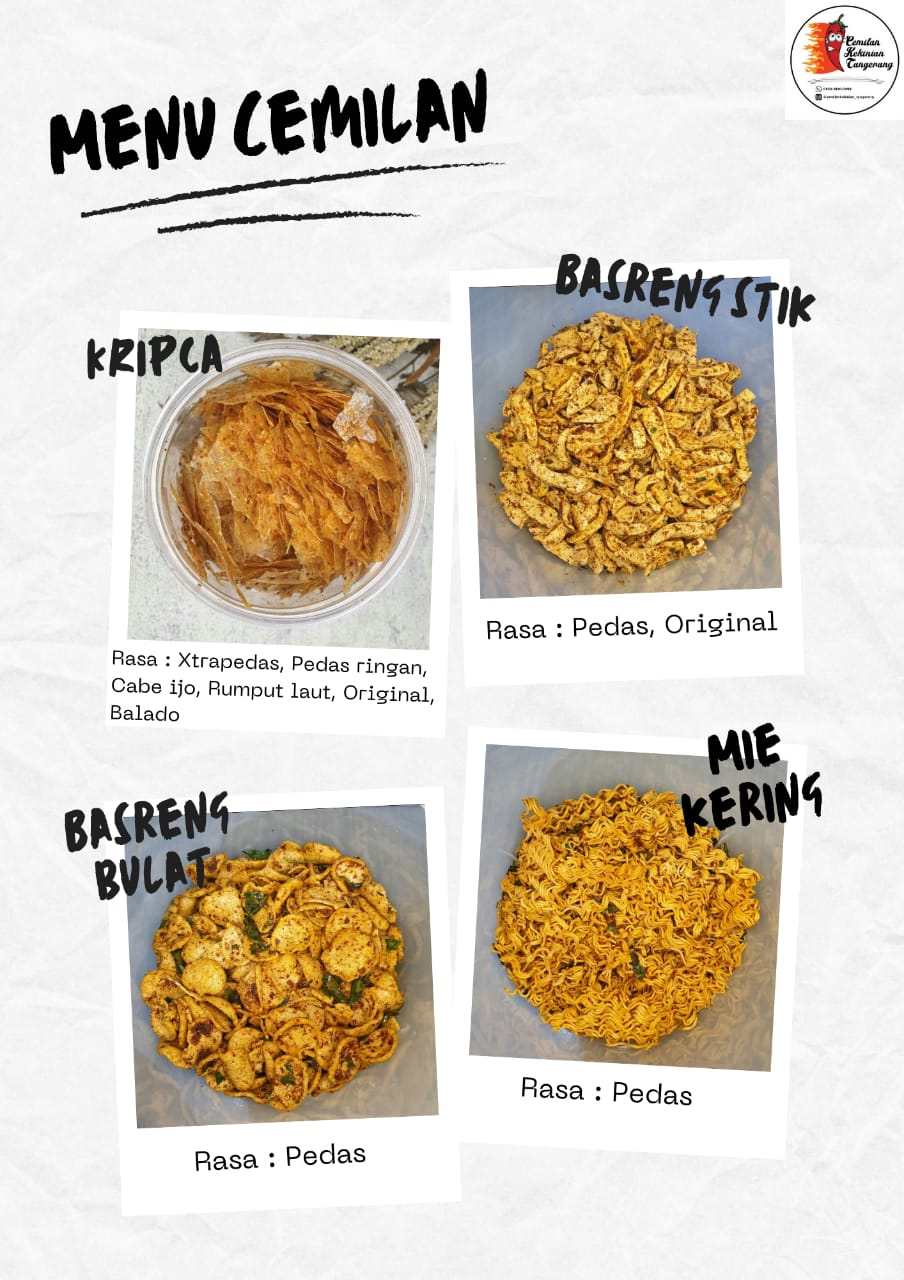 Cemilan
Kekinian
Tangerang
MENU CEMILAN
KRIPCA
Rasa : Xtrapedas, Pedas ringan,
Cabe ijo, Rumput laut, Original,
Balado
BASRENG STIK
Rasa : Pedas, Original
BASRENG
BULAT
Rasa : Pedas
MIE
KERING
Rasa : Pedas